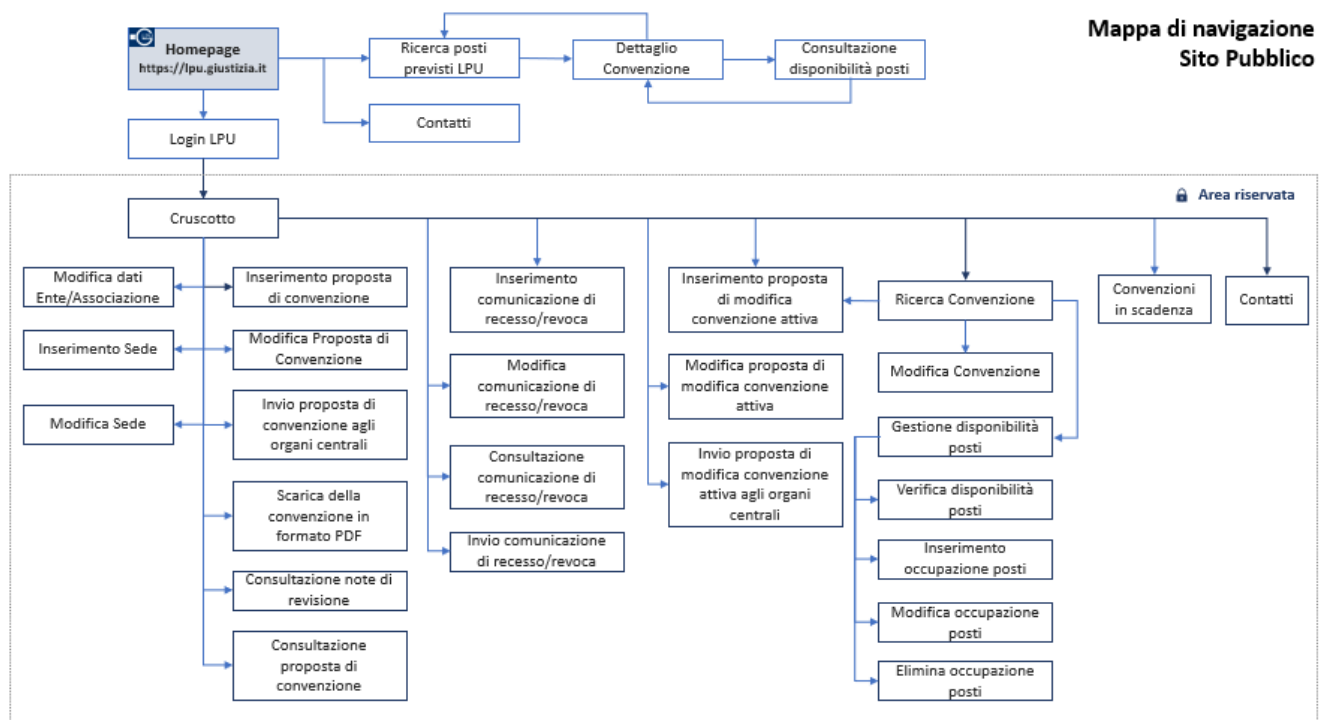 Mappa di navigazione
Sito Pubblico
Homepage
https://lpu.giustizia.it
Ricerca posti
previsti LPU
Dettaglio
Convenzione
Consultazione
disponibilità posti
Contatti
Login LPU
Area riservata
Cruscotto
Modifica dati
Ente/Associazione
Inserimento Sede
Modifica Sede
Inserimento proposta
di convenzione
Modifica Proposta di
Convenzione
Invio proposta di
convenzione agli
organi centrali
Scarica della
convenzione in
formato PDF
Consultazione note di
revisione
Consultazione
proposta di
convenzione
Inserimento
comunicazione di
recesso/revoca
Modifica
comunicazione di
recesso/revoca
Consultazione
comunicazione di
recesso/revoca
Invio comunicazione
di recesso/revoca
Inserimento proposta
di modifica
convenzione attiva
Modifica proposta di
modifica convenzione
attiva
Invio proposta di
modifica convenzione
attiva agli organi
centrali
Ricerca Convenzione
Modifica Convenzione
Gestione disponibilità
posti
Verifica disponibilità
posti
Inserimento
occupazione posti
Modifica occupazione
posti
Elimina occupazione
posti
Convenzioni
in scadenza
Contatti